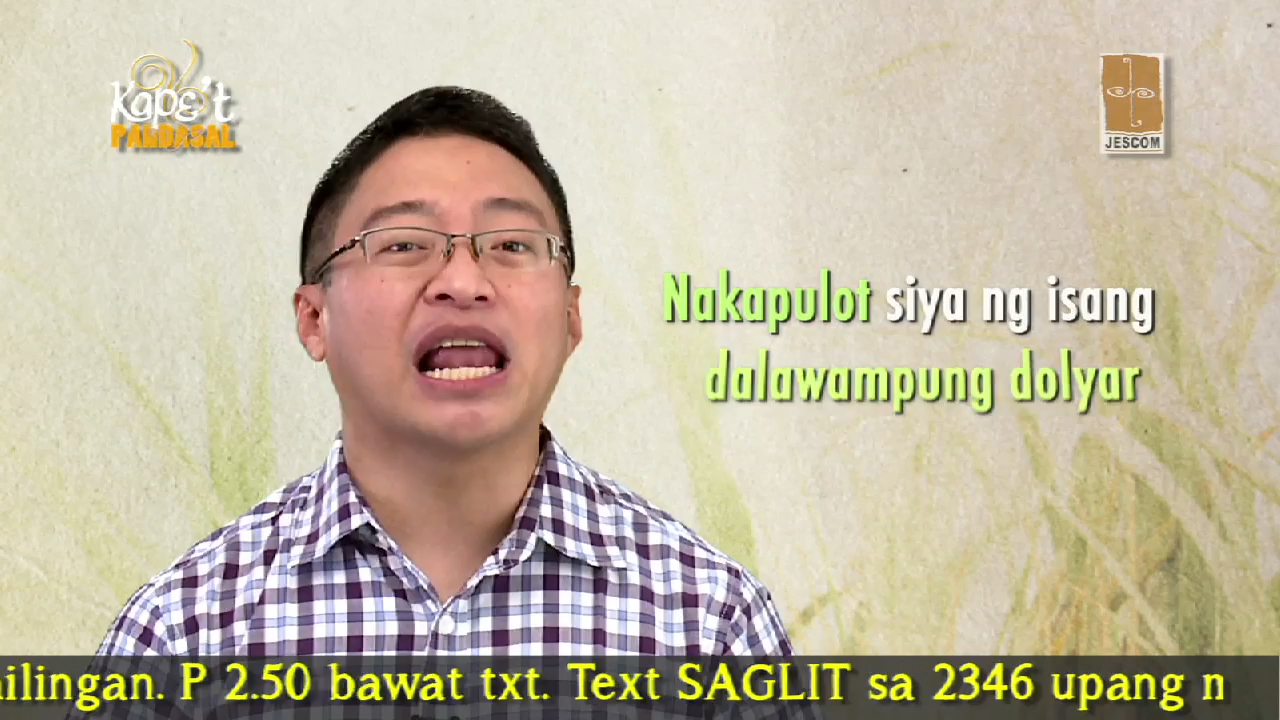 Kape't
PANDASAL
JESCOM
Nakapulot siya ng isang
dalawampung dolyar
ilingan. P 2.50 bawat txt. Text SAGLIT sa 2346 upang n